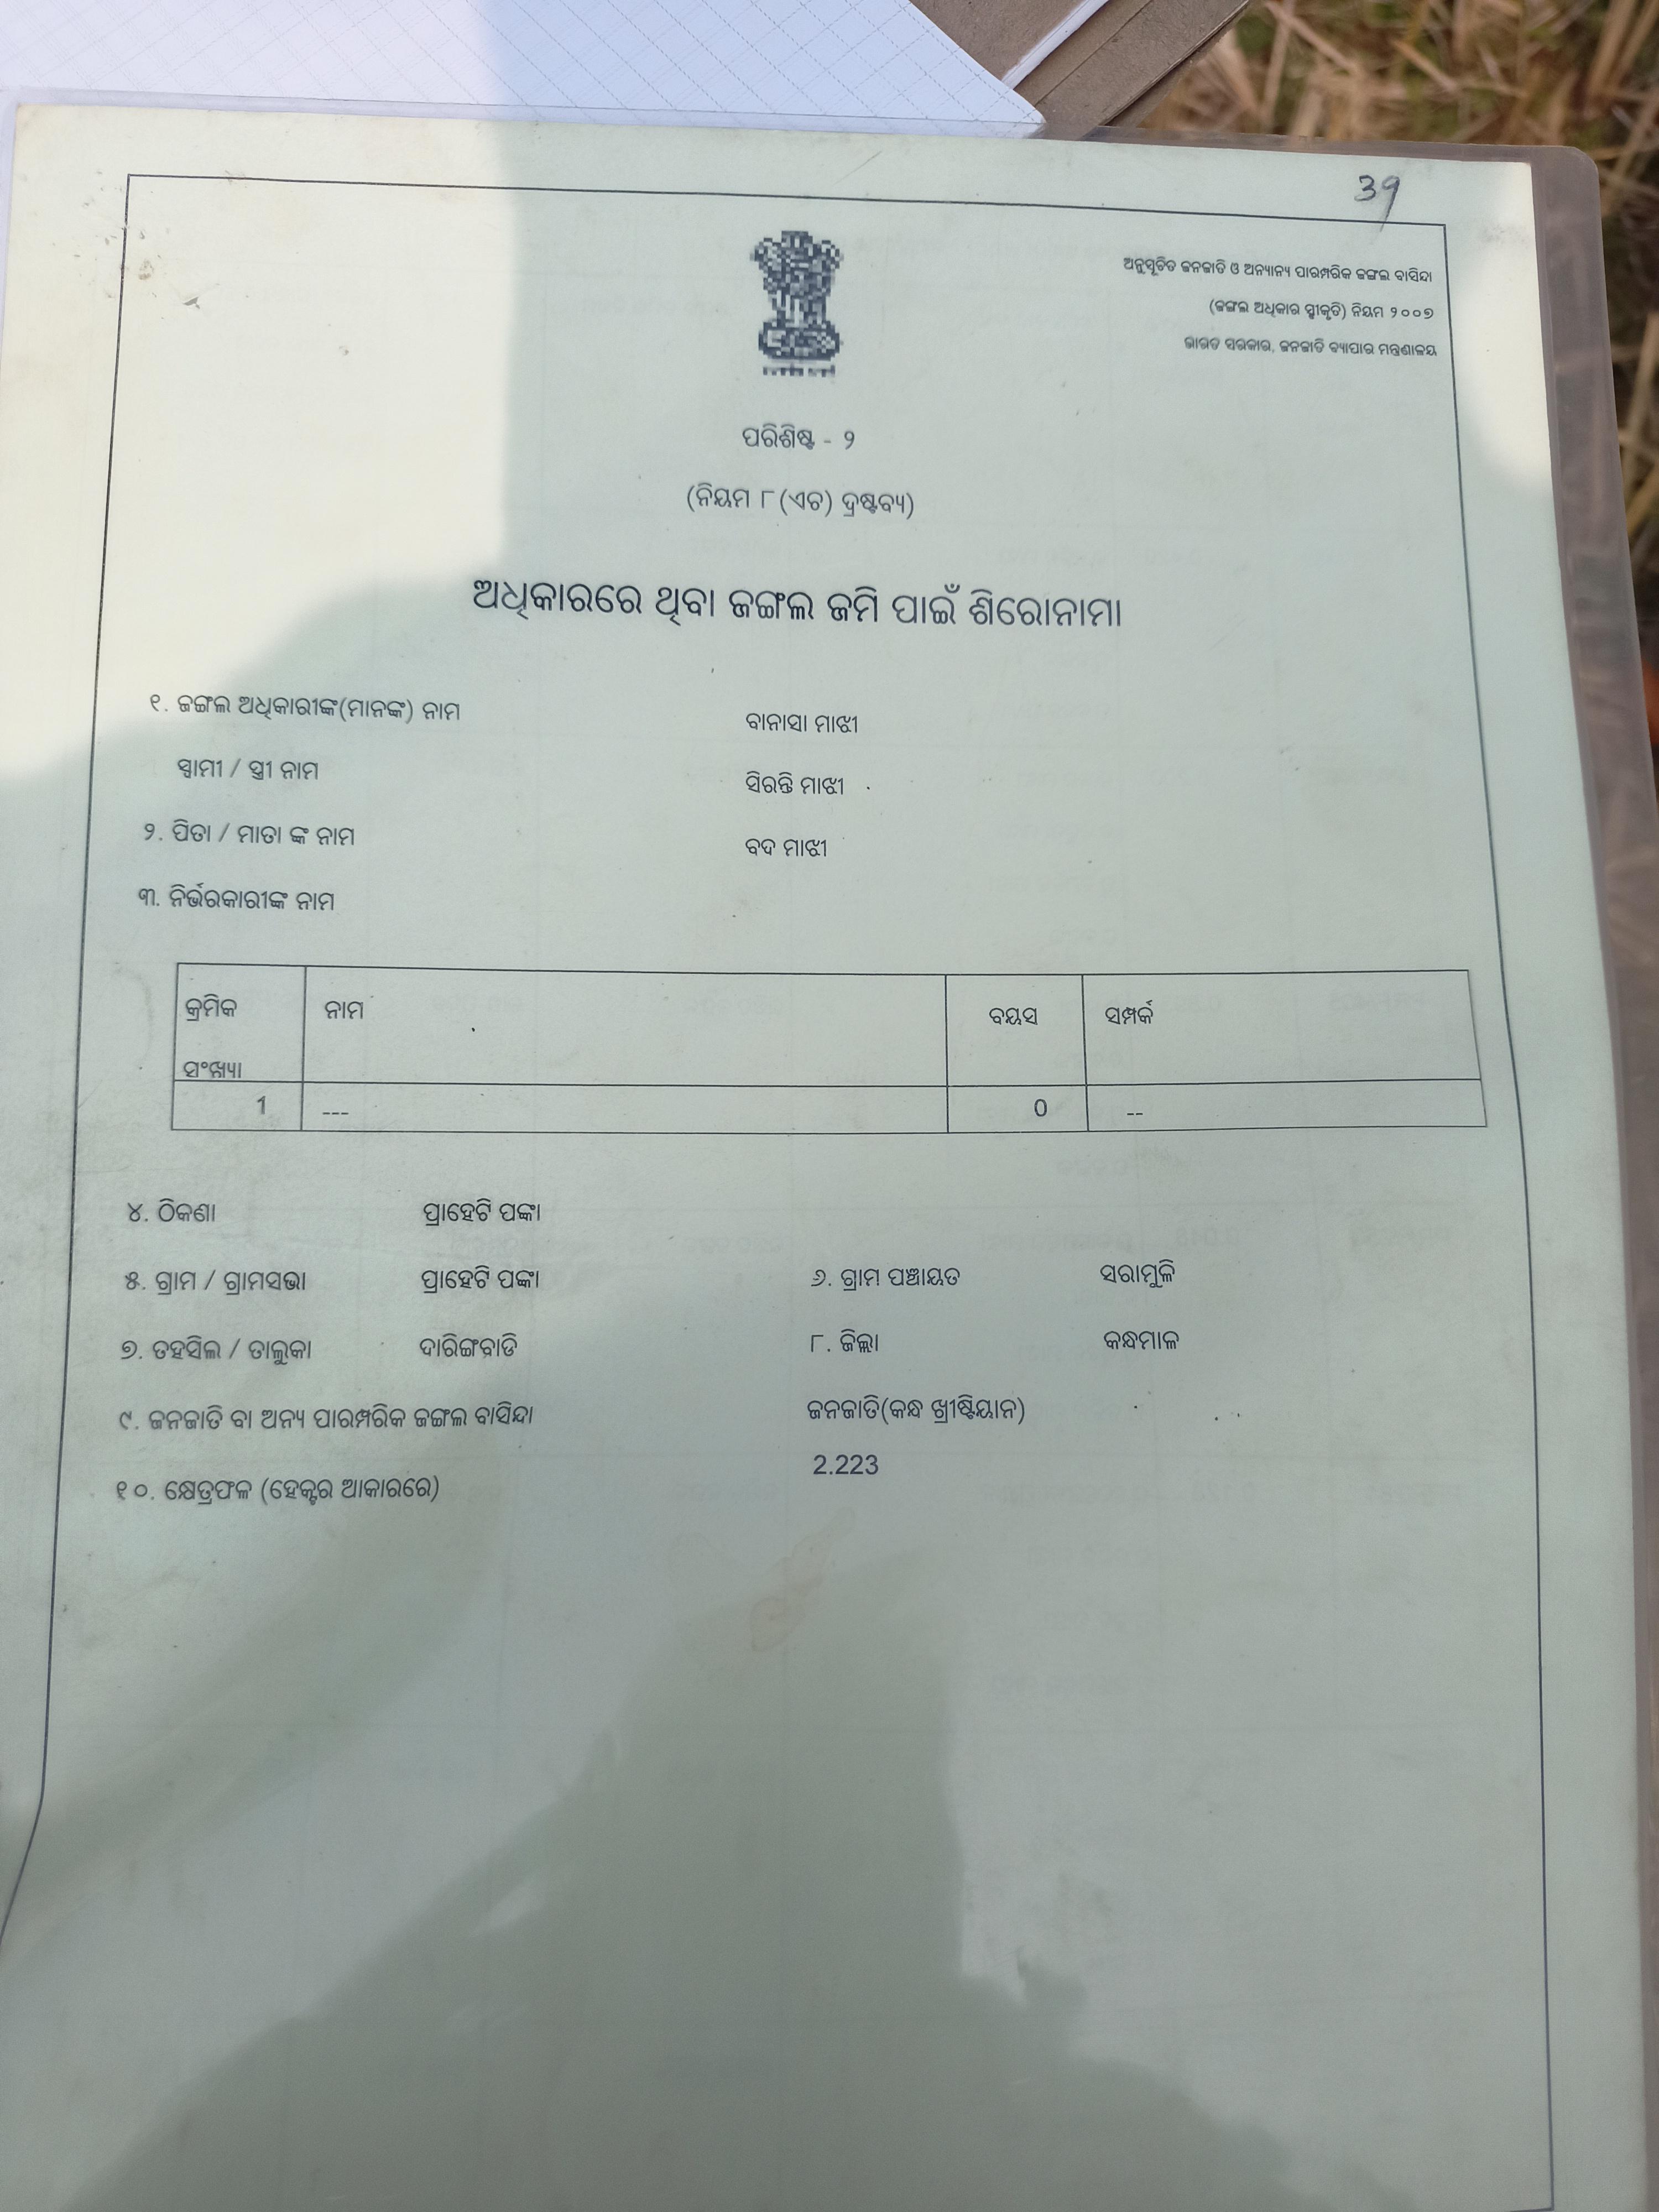 39
ଅନୁସୂଚିତ ଜନଜାତି ଓ ଅନ୍ୟାନ୍ୟ ପାରମ୍ପରିକ ଜଙ୍ଗଲ ବାସିନ୍ଦା
(ଜଙ୍ଗଲ ଅଧିକାର ସ୍ୱୀକୃତି) ନିୟମ ୨୦୦୭
ଭାରତ ସରକାର, ଜନଜାତି ବ୍ୟାପାର ମନ୍ତ୍ରଣାଳୟ
ପରିଶିଷ୍ଟ - ୨
(ନିୟମ ୮(ଏଚ) ଦ୍ରଷ୍ଟବ୍ୟ)
ଅଧିକାରରେ ଥିବା ଜଙ୍ଗଲ ଜମି ପାଇଁ ଶିରୋନାମା
୧. ଜଙ୍ଗଲ ଅଧିକାରୀଙ୍କ(ମାନଙ୍କ) ନାମ ବାନାସା ମାଝୀ
ସ୍ୱାମୀ / ସ୍ତ୍ରୀ ନାମ ସିରନ୍ତି ମାଝୀ
୨. ପିତା / ମାତା ଙ୍କ ନାମ ବଦ ମାଝୀ
୩. ନିର୍ଭରକାରୀଙ୍କ ନାମ
କ୍ରମିକ ନାମ ବୟସ ସମ୍ପର୍କ
ସଂଖ୍ୟା
1 --- 0 --
୪. ଠିକଣା ପ୍ରାହେଟି ପଙ୍କା
୫. ଗ୍ରାମ / ଗ୍ରାମସଭା ପ୍ରାହେଟି ପଙ୍କା ୬. ଗ୍ରାମ ପଞ୍ଚାୟତ ସରାମୁଳି
୭. ତହସିଲ / ତାଲୁକା ଦାରିଙ୍ଗବାଡି ୮. ଜିଲ୍ଲା କନ୍ଧମାଳ
୯. ଜନଜାତି ବା ଅନ୍ୟ ପାରମ୍ପରିକ ଜଙ୍ଗଲ ବାସିନ୍ଦା ଜନଜାତି(କନ୍ଧ ଖ୍ରୀଷ୍ଟିୟାନ)
୧୦. କ୍ଷେତ୍ରଫଳ (ହେକ୍ଟର ଆକାରରେ) 2.223